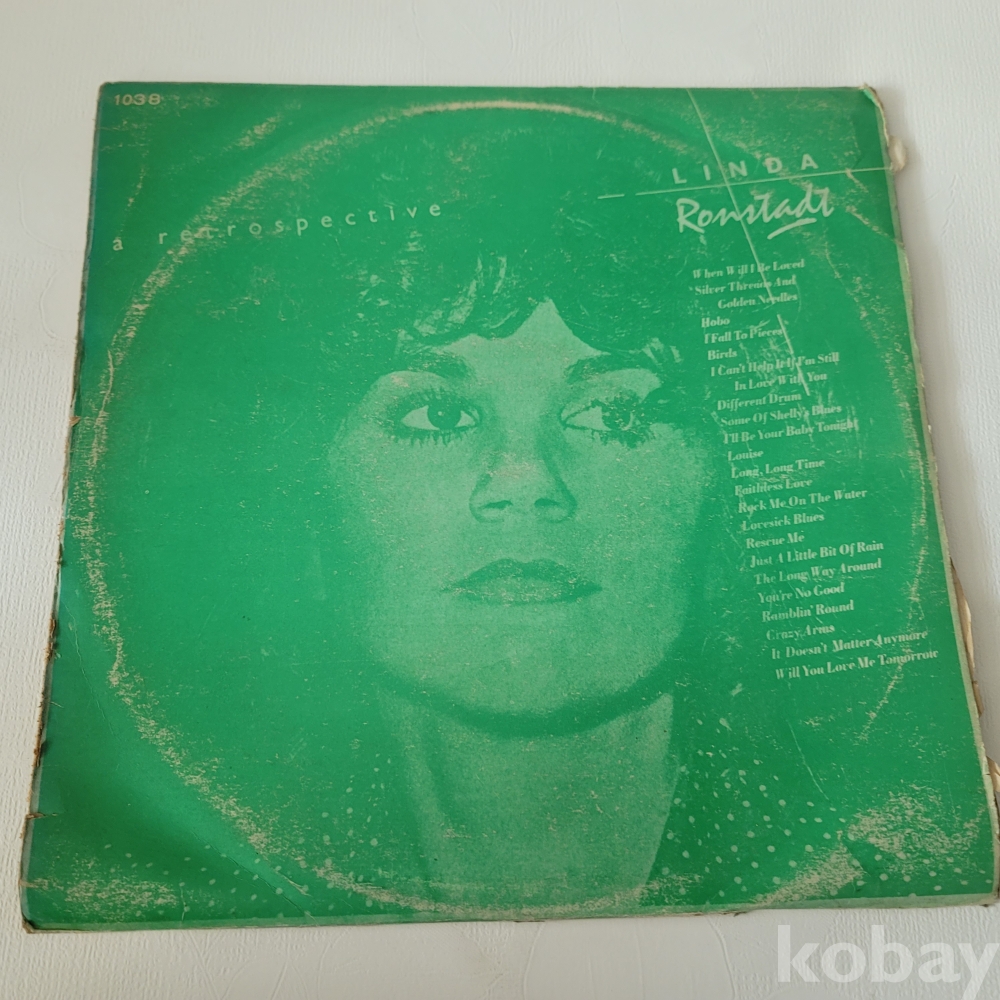 1038
a retrospective
LINDA
Ronstadt
When Will I Be Loved
Silver Threads And
Golden Needles
Hobo
I Fall To Pieces
Birds
I Can't Help It If I'm Still
In Love With You
Different Drum
Some Of Shelly's Blues
I'll Be Your Baby Tonight
Louise
Long, Long Time
Faithless Love
Rock Me On The Water
Lovesick Blues
Rescue Me
Just A Little Bit Of Rain
The Long Way Around
You're No Good
Ramblin' Round
Crazy Arms
It Doesn't Matter Anymore
Will You Love Me Tomorrow
kobay